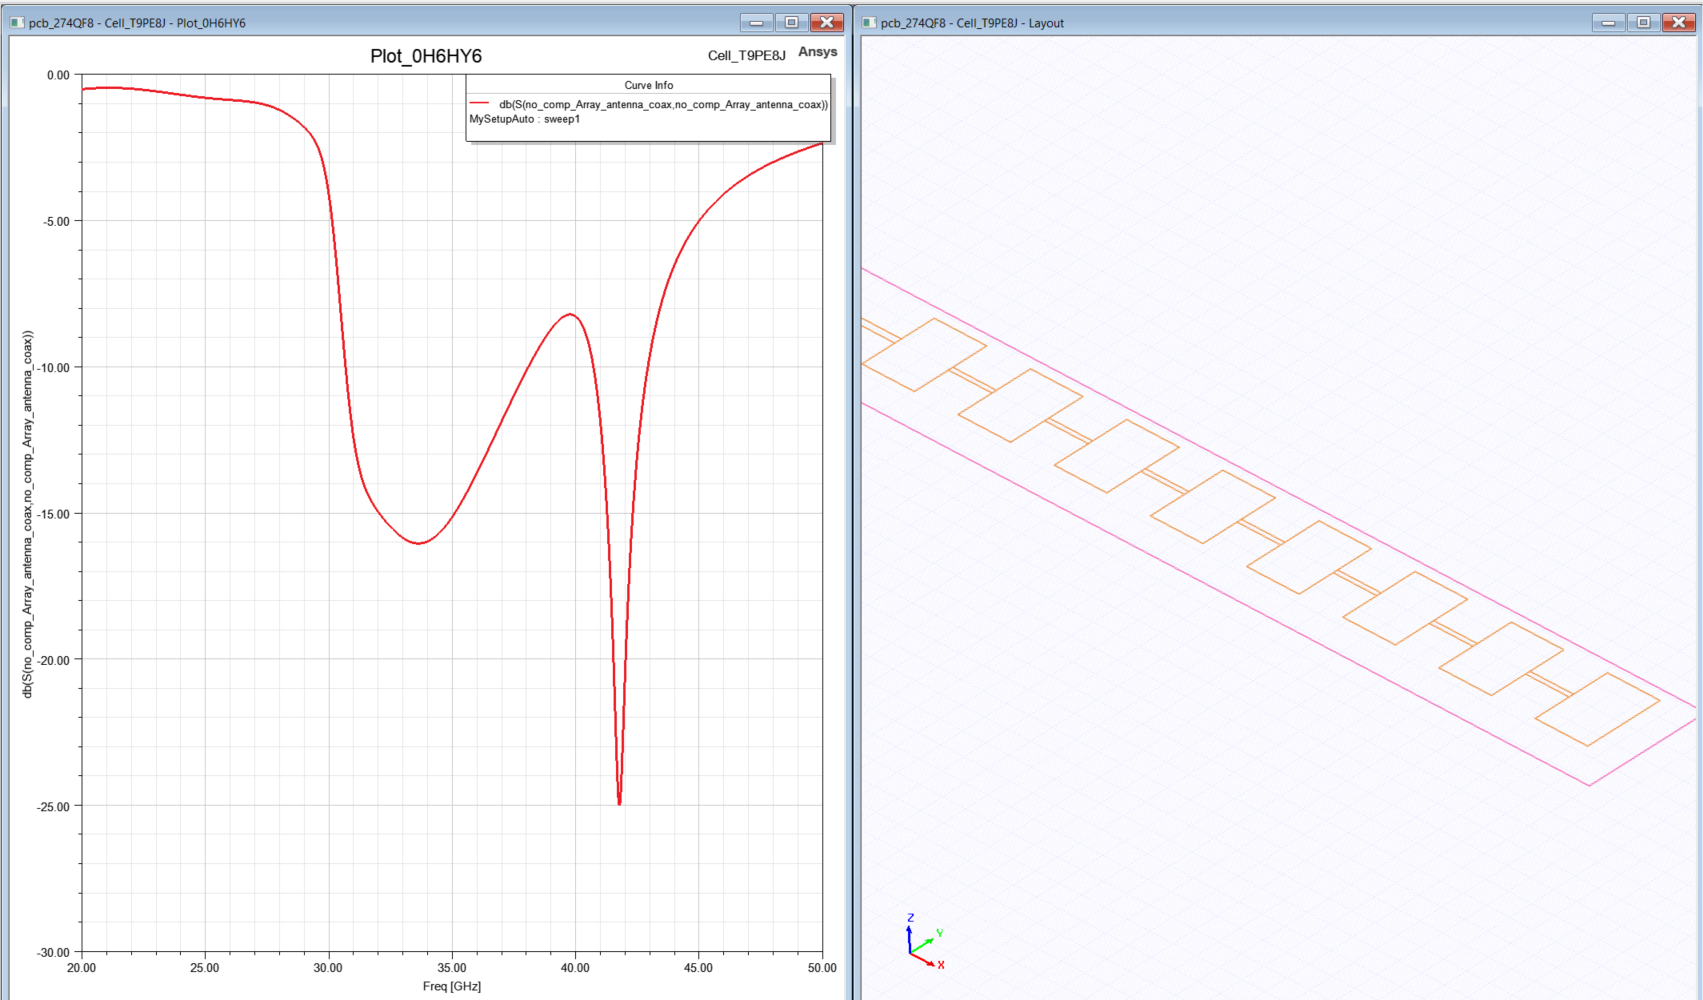 pcb_274QF8 - Cell_T9PE8J - Plot_0H6HY6
Plot_0H6HY6
Cell_T9PE8J
Ansys
Curve Info
db(S(no_comp_Array_antenna_coax,no_comp_Array_antenna_coax))
MySetupAuto : sweep1
db(S(no_comp_Array_antenna_coax,no_comp_Array_antenna_coax))
0.00
-5.00
-10.00
-15.00
-20.00
-25.00
-30.00
20.00 25.00 30.00 35.00 40.00 45.00 50.00
Freq [GHz]
pcb_274QF8 - Cell_T9PE8J - Layout
Z
Y
X